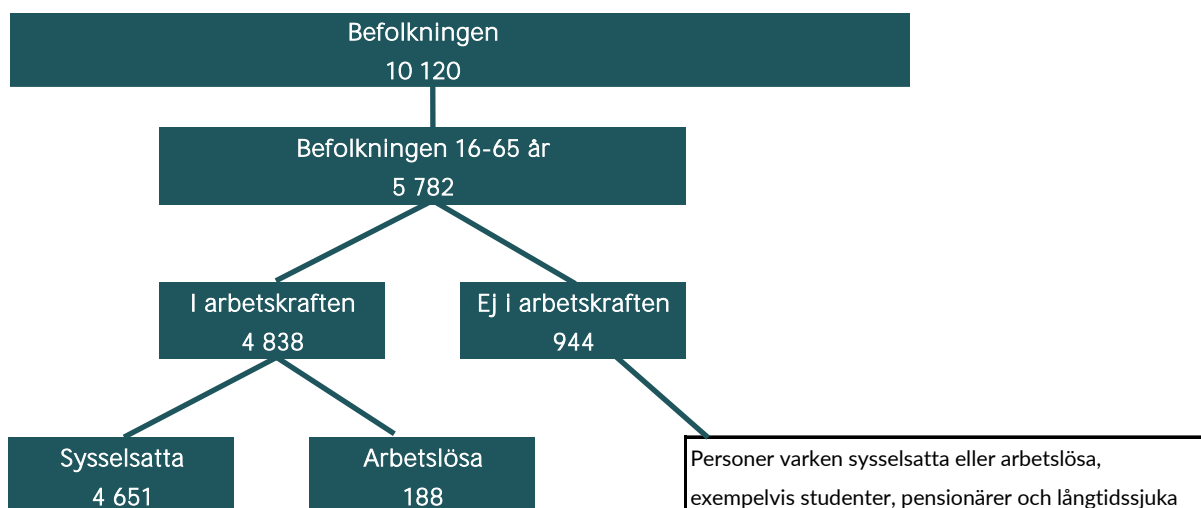 Befolkningen
10 120
Befolkningen 16-65 år
5 782
I arbetskraften
4 838
Ej i arbetskraften
944
Sysselsatta
4 651
Arbetslösa
188
Personer varken sysselsatta eller arbetslösa,
exempelvis studenter, pensionärer och långtidssjuka